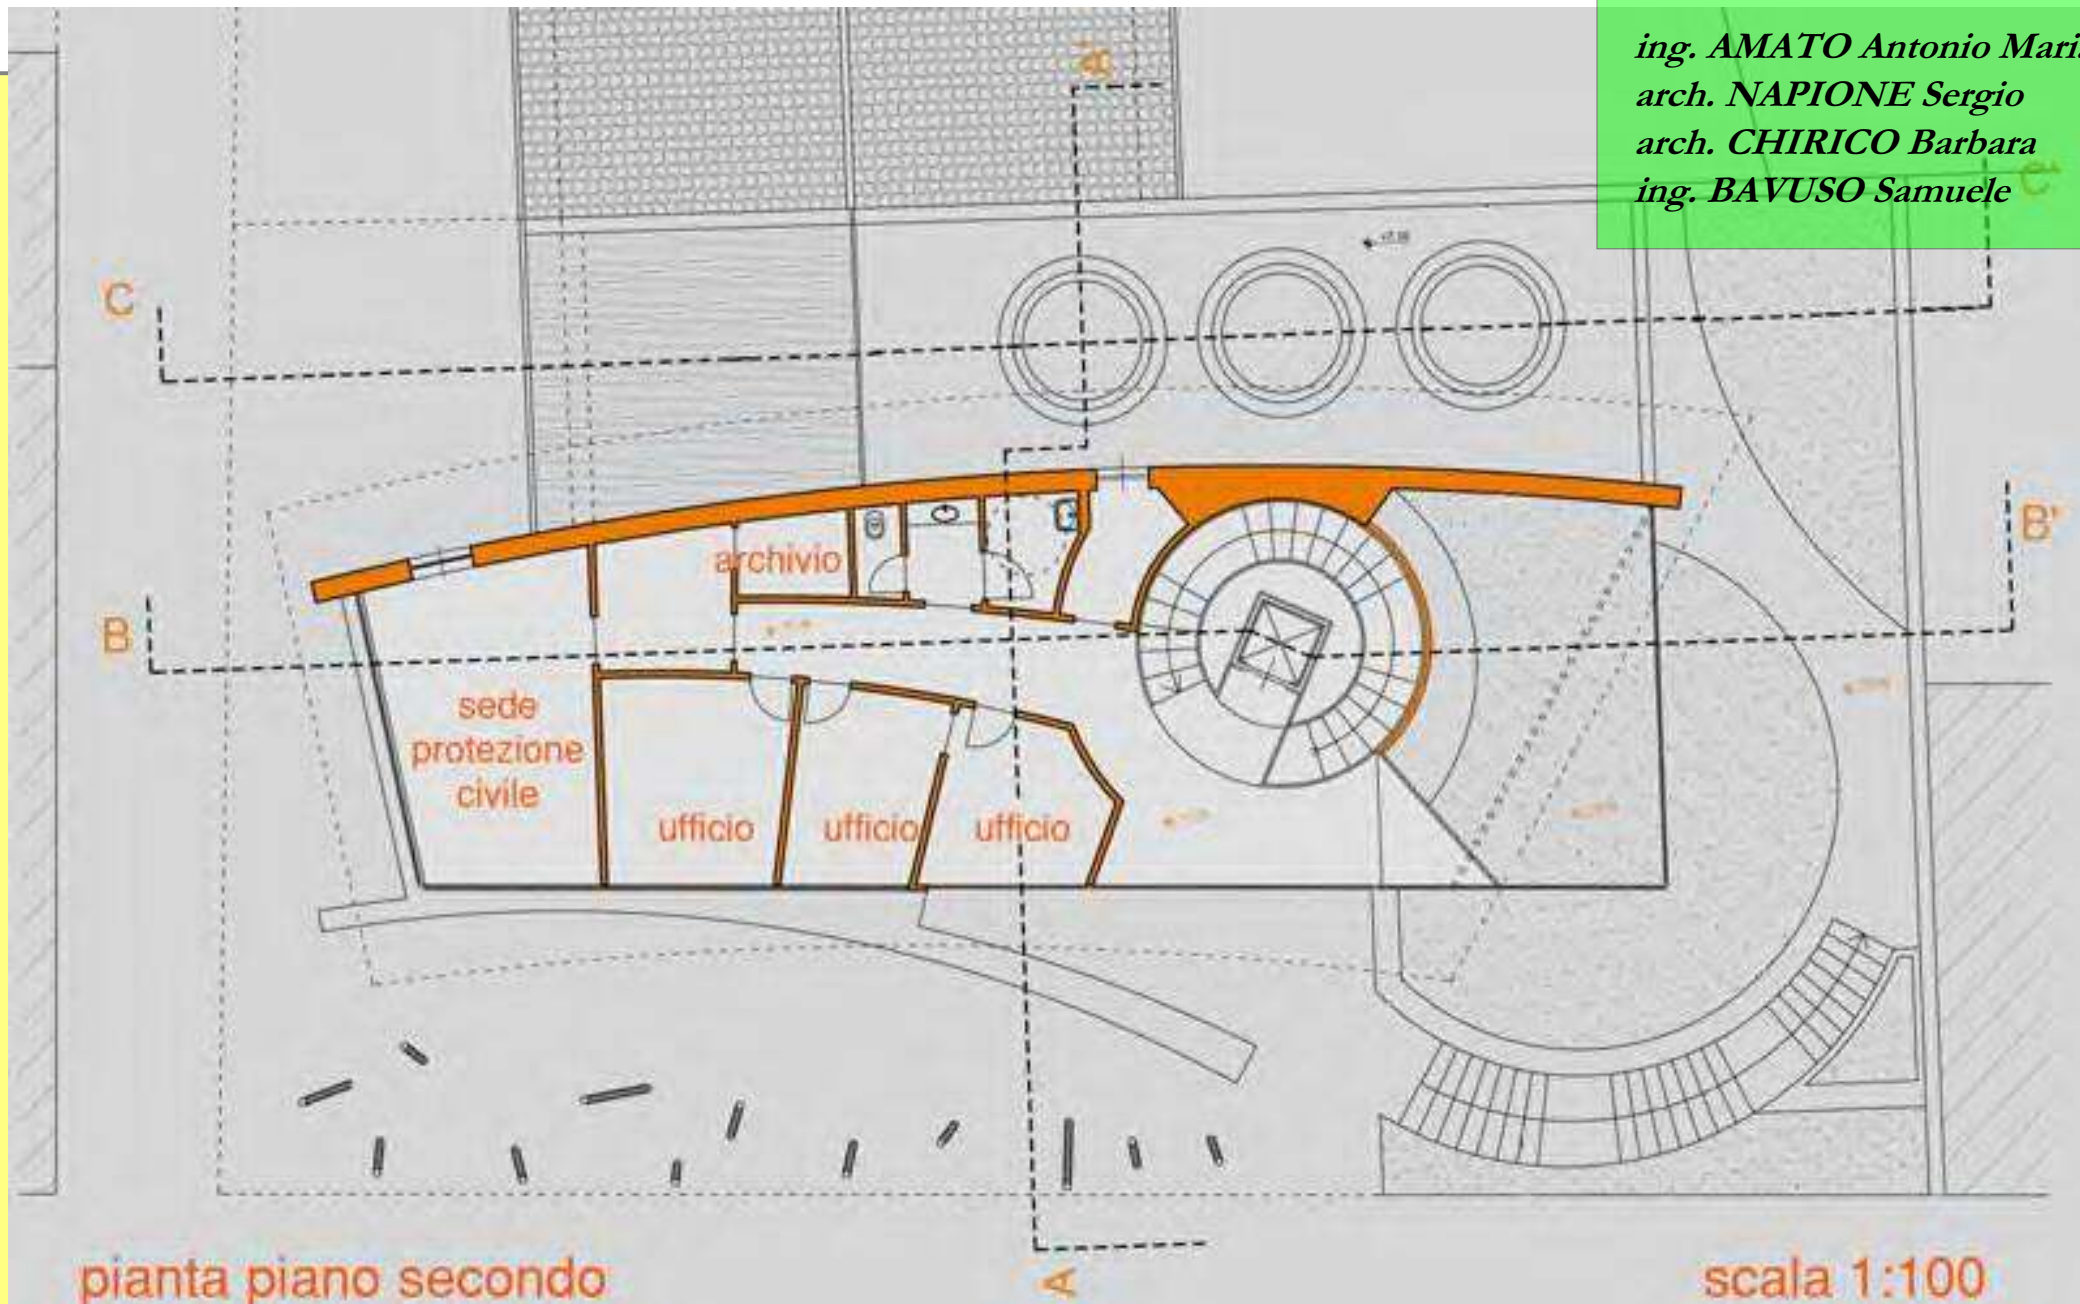 ing. AMATO Antonio Mari
arch. NAPIONE Sergio
arch. CHIRICO Barbara
ing. BAVUSO Samuele
A'
C'
C
B'
B
archivio
sede
protezione
civile
ufficio
ufficio
ufficio
A
pianta piano secondo
scala 1:100